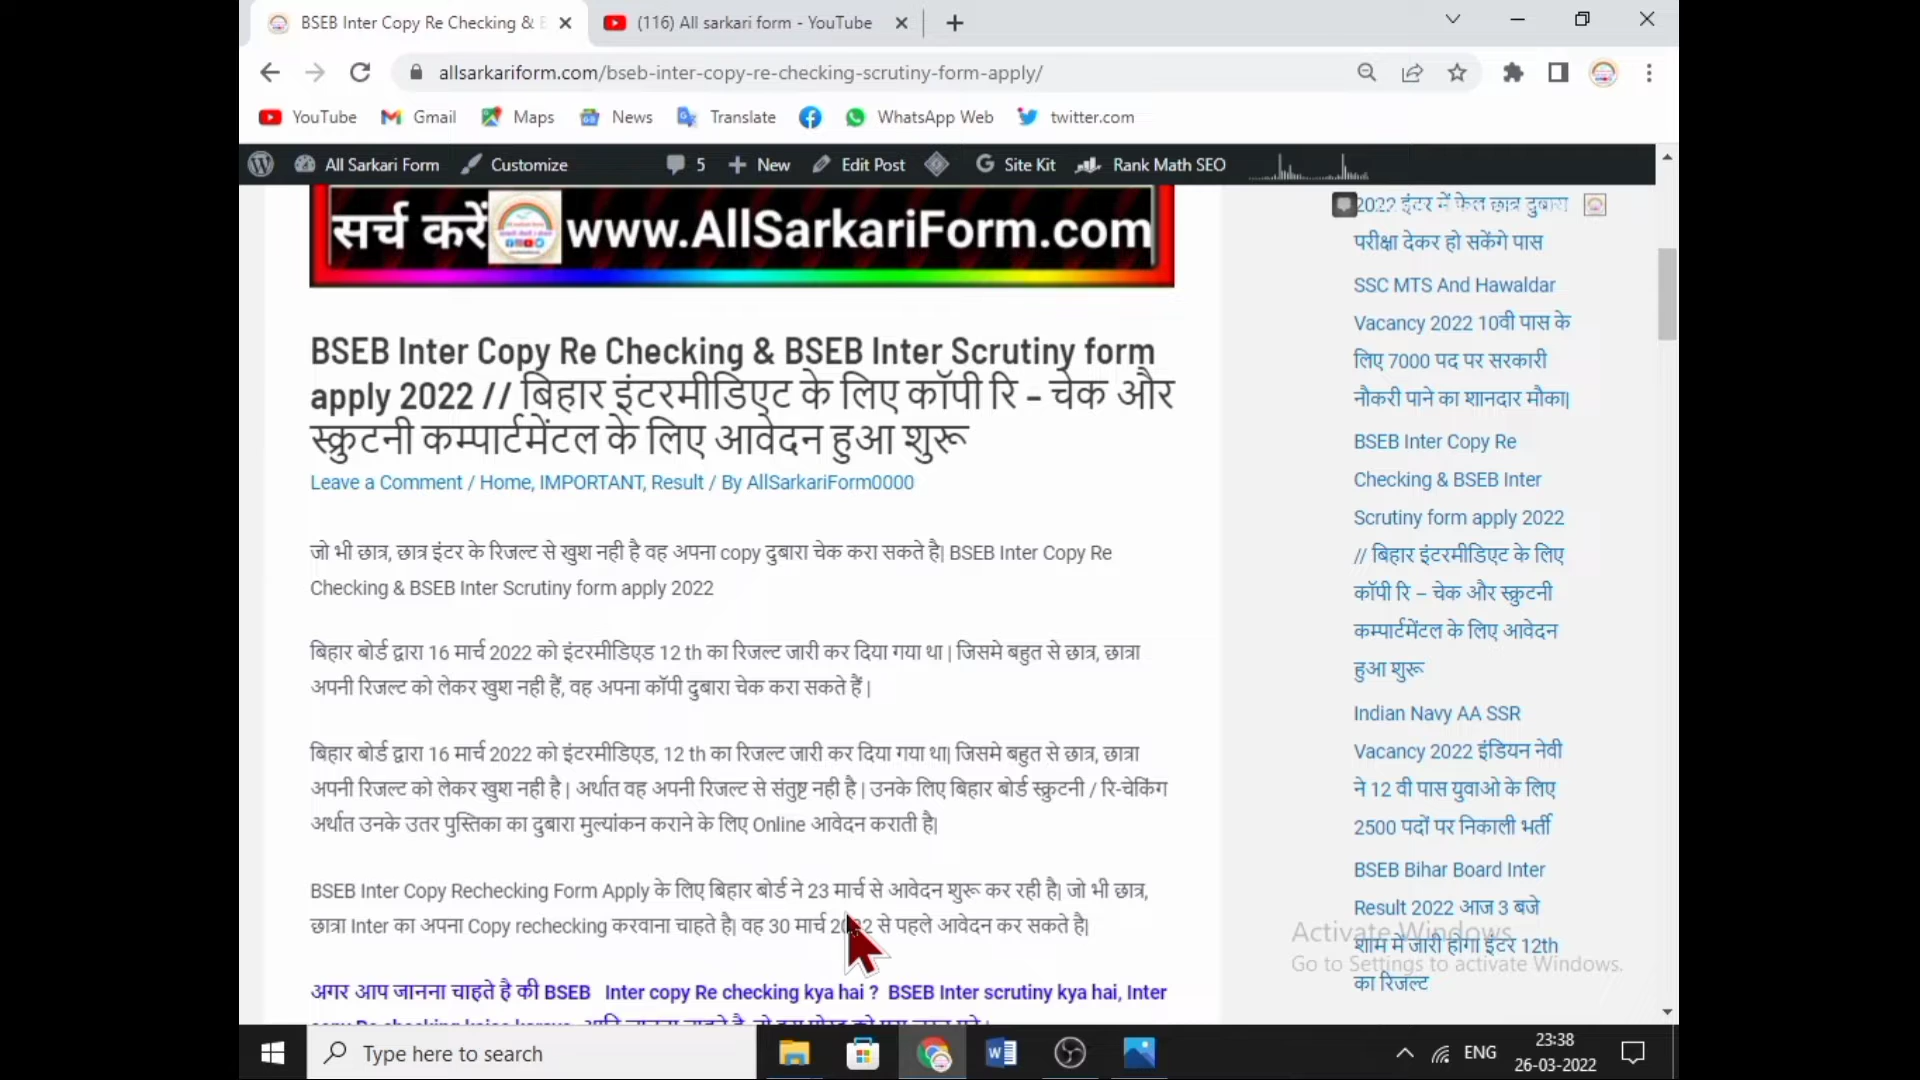 BSEB Inter Copy Re Checking &
(116) All sarkari form - YouTube
allsarkariform.com/bseb-inter-copy-re-checking-scrutiny-form-apply/
YouTube Gmail Maps News Translate WhatsApp Web twitter.com
All Sarkari Form Customize 5 New Edit Post Site Kit Rank Math SEO
सर्च करें www.AllSarkariForm.com
BSEB Inter Copy Re Checking & BSEB Inter Scrutiny form
apply 2022 // बिहार इंटरमीडिएट के लिए कॉपी रि – चेक और
स्क्रुटनी कम्पार्टमेंटल के लिए आवेदन हुआ शुरू
Leave a Comment / Home, IMPORTANT, Result / By AllSarkariForm0000
जो भी छात्र, छात्र इंटर के रिजल्ट से खुश नही है वह अपना copy दुबारा चेक करा सकते है| BSEB Inter Copy Re
Checking & BSEB Inter Scrutiny form apply 2022
बिहार बोर्ड द्वारा 16 मार्च 2022 को इंटरमीडिएड 12 th का रिजल्ट जारी कर दिया गया था | जिसमे बहुत से छात्र, छात्रा
अपनी रिजल्ट को लेकर खुश नही हैं, वह अपना कॉपी दुबारा चेक करा सकते हैं |
बिहार बोर्ड द्वारा 16 मार्च 2022 को इंटरमीडिएड, 12 th का रिजल्ट जारी कर दिया गया था| जिसमे बहुत से छात्र, छात्रा
अपनी रिजल्ट को लेकर खुश नही है | अर्थात वह अपनी रिजल्ट से संतुष्ट नही है | उनके लिए बिहार बोर्ड स्क्रुटनी / रि-चेकिंग
अर्थात उनके उतर पुस्तिका का दुबारा मुल्यांकन कराने के लिए Online आवेदन कराती है|
BSEB Inter Copy Rechecking Form Apply के लिए बिहार बोर्ड ने 23 मार्च से आवेदन शुरू कर रही है| जो भी छात्र,
छात्रा Inter का अपना Copy rechecking करवाना चाहते है| वह 30 मार्च 2022 से पहले आवेदन कर सकते है|
अगर आप जानना चाहते है की BSEB Inter copy Re checking kya hai ? BSEB Inter scrutiny kya hai, Inter
2022 इंटर में फेल छात्र दुबारा
परीक्षा देकर हो सकेंगे पास
SSC MTS And Hawaldar
Vacancy 2022 10वी पास के
लिए 7000 पद पर सरकारी
नौकरी पाने का शानदार मौका|
BSEB Inter Copy Re
Checking & BSEB Inter
Scrutiny form apply 2022
// बिहार इंटरमीडिएट के लिए
कॉपी रि – चेक और स्क्रुटनी
कम्पार्टमेंटल के लिए आवेदन
हुआ शुरू
Indian Navy AA SSR
Vacancy 2022 इंडियन नेवी
ने 12 वी पास युवाओ के लिए
2500 पदों पर निकाली भर्ती
BSEB Bihar Board Inter
Result 2022 आज 3 बजे
शाम में जारी होगा इंटर 12th
का रिजल्ट
Activate Windows
Go to Settings to activate Windows.
Type here to search
ENG
23:38
26-03-2022